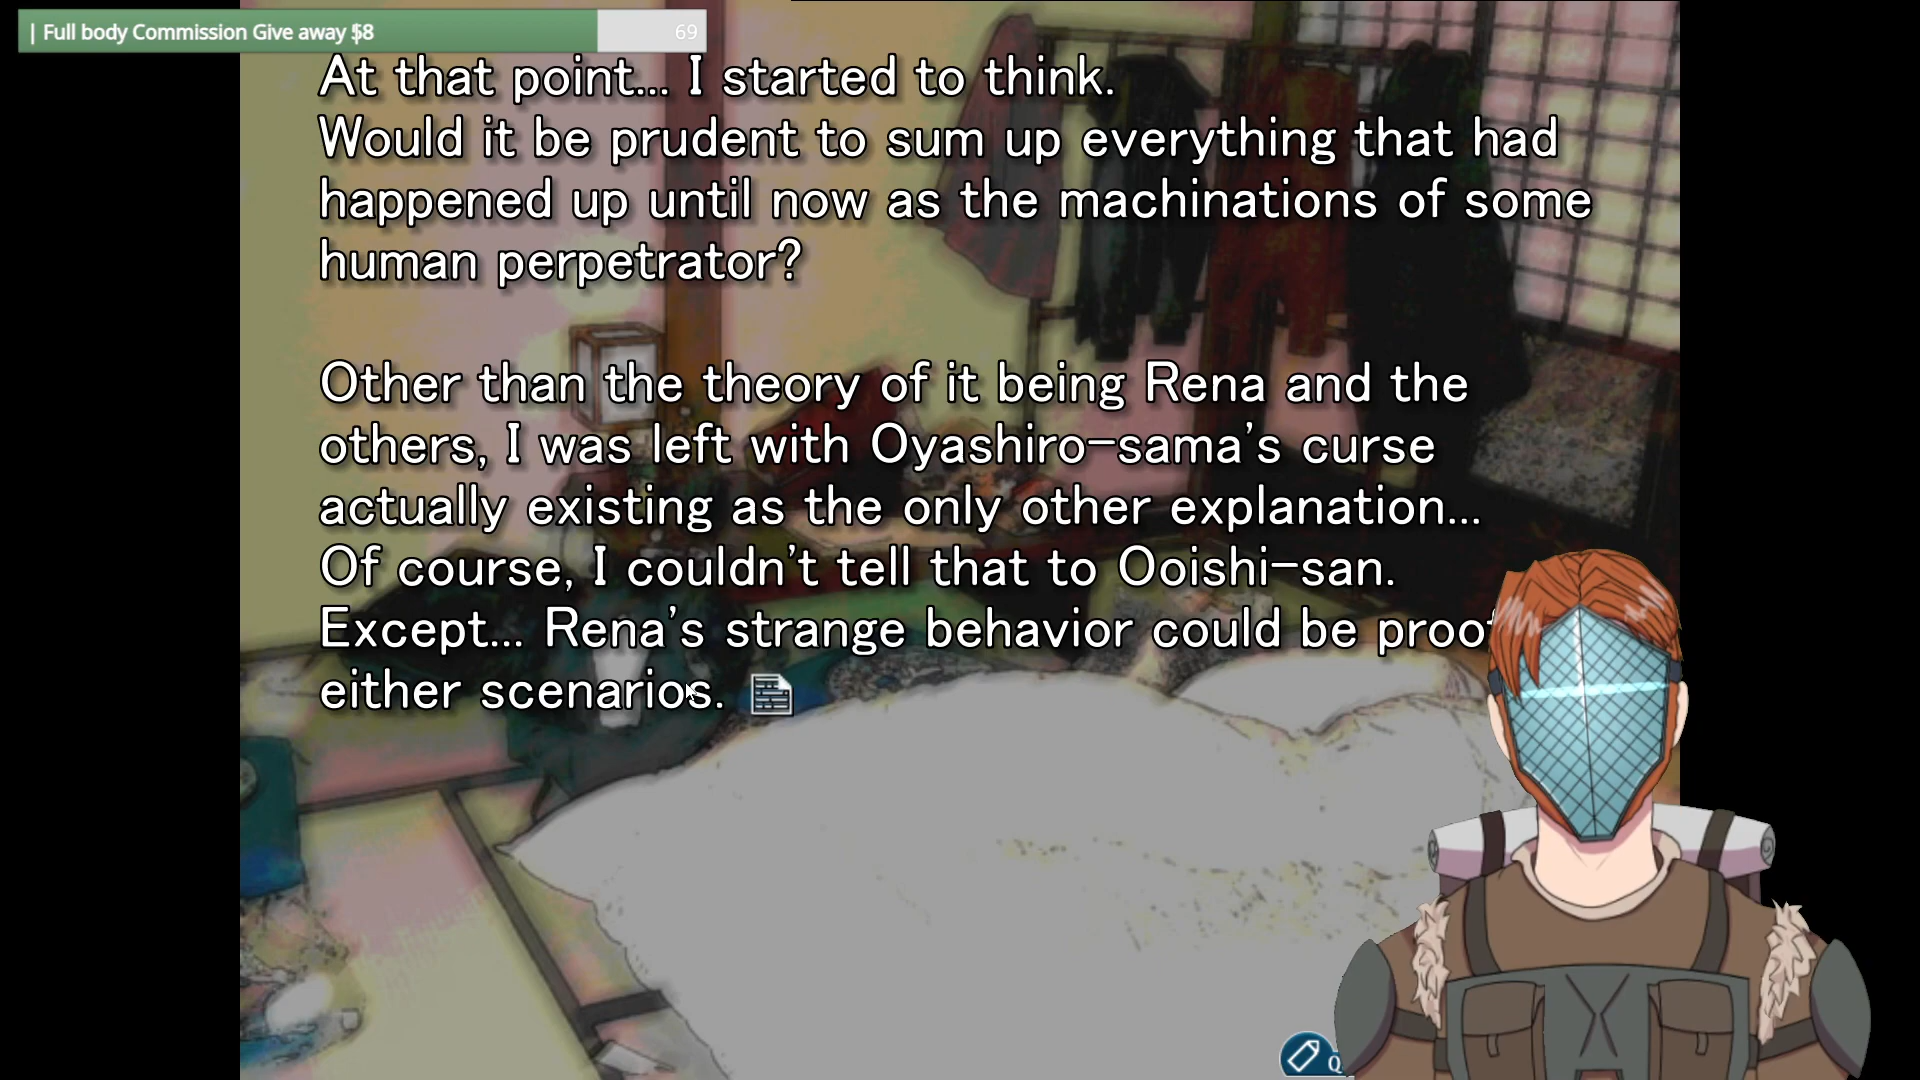 | Full body Commission Give away $8
69
At that point... I started to think.
Would it be prudent to sum up everything that had
happened up until now as the machinations of some
human perpetrator?
Other than the theory of it being Rena and the
others, I was left with Oyashiro-sama's curse
actually existing as the only other explanation...
Of course, I couldn't tell that to Ooishi-san.
Except... Rena's strange behavior could be proof
either scenarios.